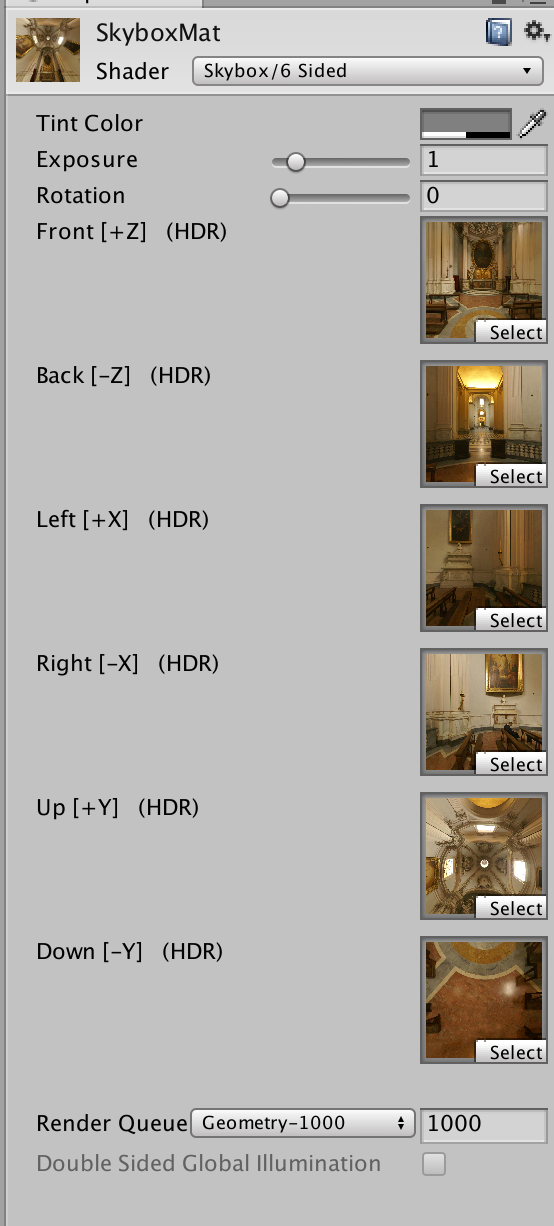 SkyboxMat
Shader Skybox/6 Sided
Tint Color
Exposure 1
Rotation 0
Front [+Z] (HDR)
Select
Back [-Z] (HDR)
Select
Left [+X] (HDR)
Select
Right [-X] (HDR)
Select
Up [+Y] (HDR)
Select
Down [-Y] (HDR)
Select
Render Queue Geometry-1000 1000
Double Sided Global Illumination